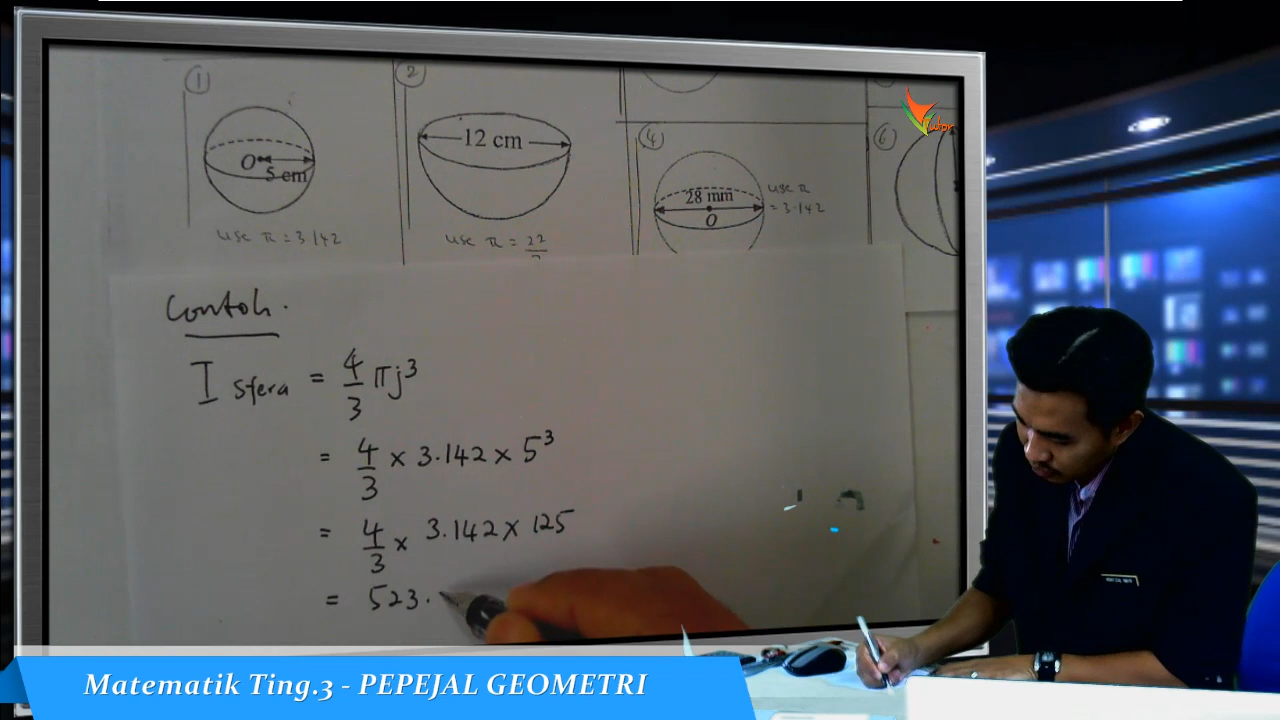 ①
②
12 cm
④
⑥
O
5 cm
28 mm
O
use π
= 3.142
use π = 3.142
use π = 22/7
Tutor
Contoh.
I sfera = 4/3 πj³
= 4/3 × 3.142 × 5³
= 4/3 × 3.142 × 125
= 523.
Matematik Ting.3 - PEPEJAL GEOMETRI